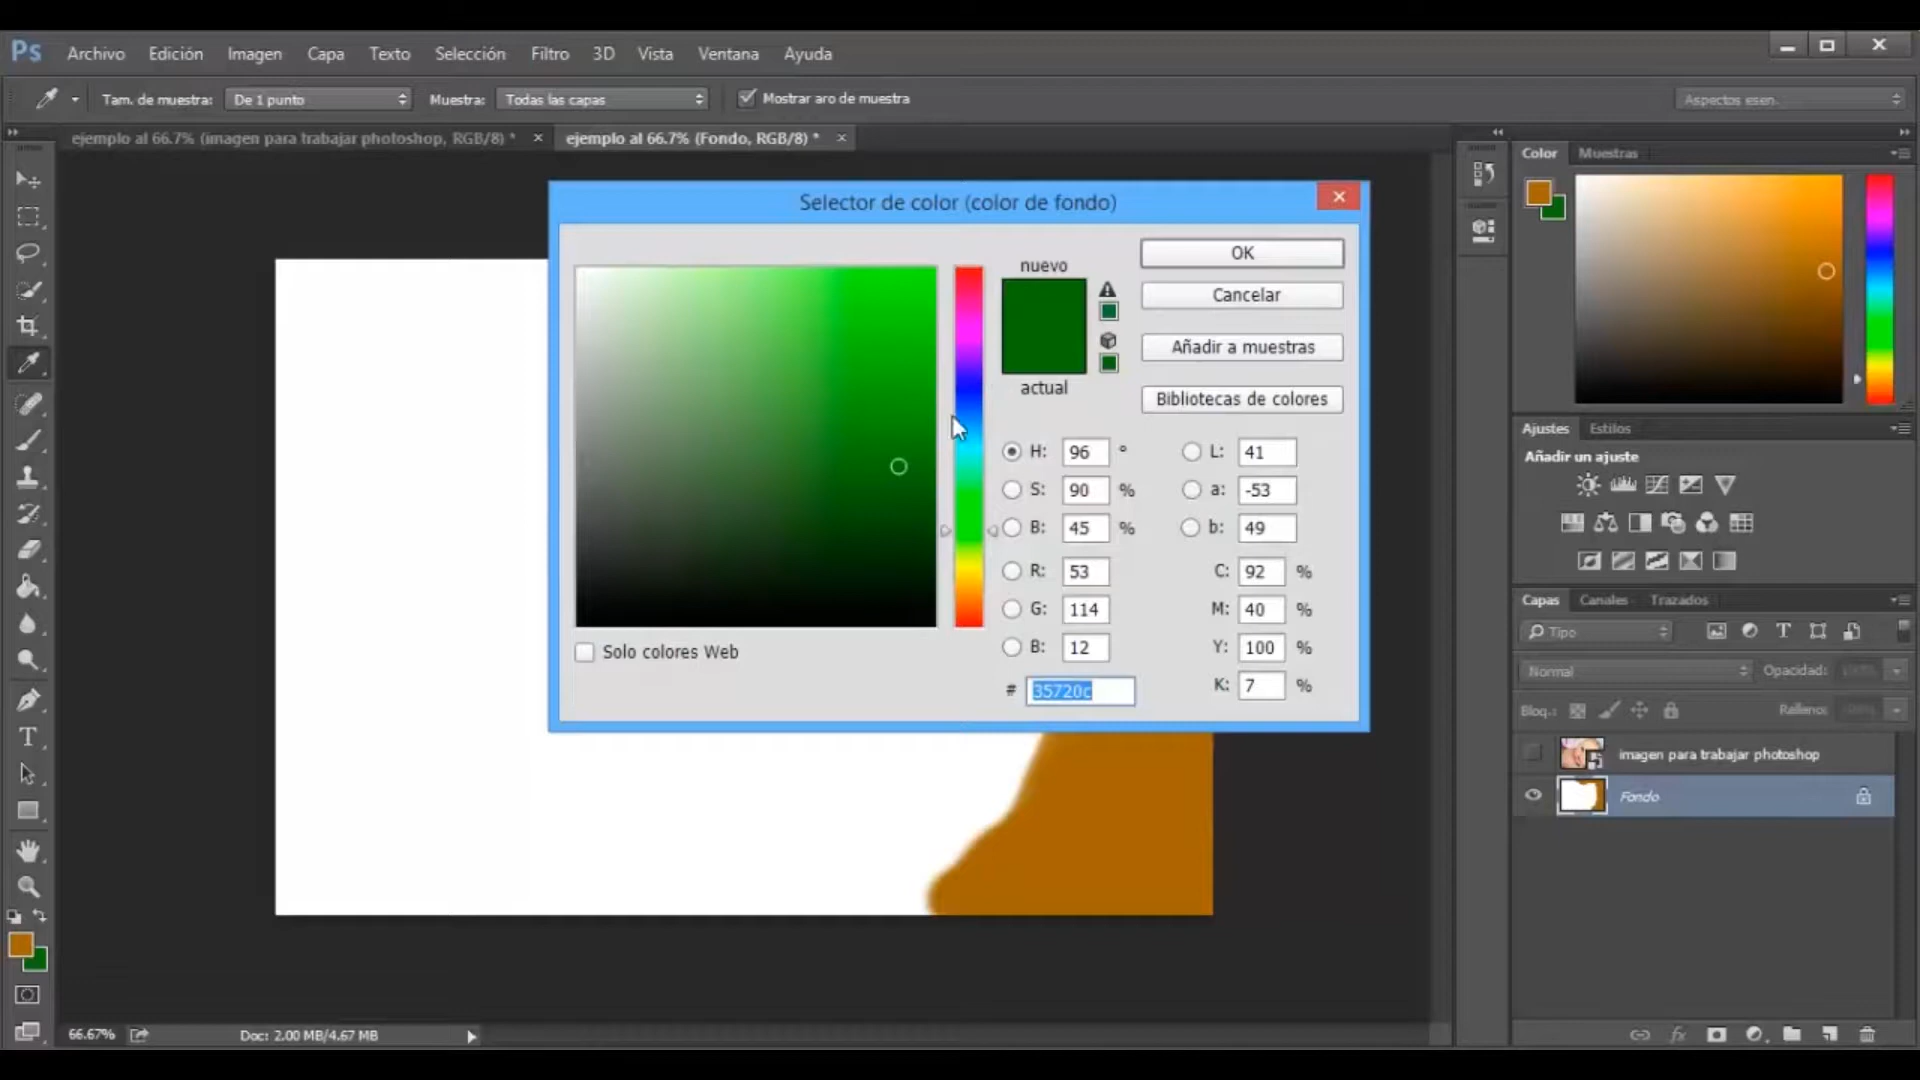 Ps Archivo Edición Imagen Capa Texto Selección Filtro 3D Vista Ventana Ayuda
Tam. de muestra: De 1 punto Muestra: Todas las capas Mostrar aro de muestra Aspectos esen.
ejemplo al 66.7% (imagen para trabajar photoshop, RGB/8) * ejemplo al 66.7% (Fondo, RGB/8) *
Color Muestras
Selector de color (color de fondo)
nuevo
actual
OK
Cancelar
Añadir a muestras
Bibliotecas de colores
H: 96 ° L: 41
S: 90 % a: -53
B: 45 % b: 49
R: 53 C: 92 %
G: 114 M: 40 %
B: 12 Y: 100 %
# 35720c K: 7 %
Solo colores Web
Ajustes Estilos
Añadir un ajuste
Capas Canales Trazados
Tipo
Normal Opacidad: 100%
Bloq.: Relleno:
imagen para trabajar photoshop
Fondo
66.67% Doc: 2.00 MB/4.67 MB